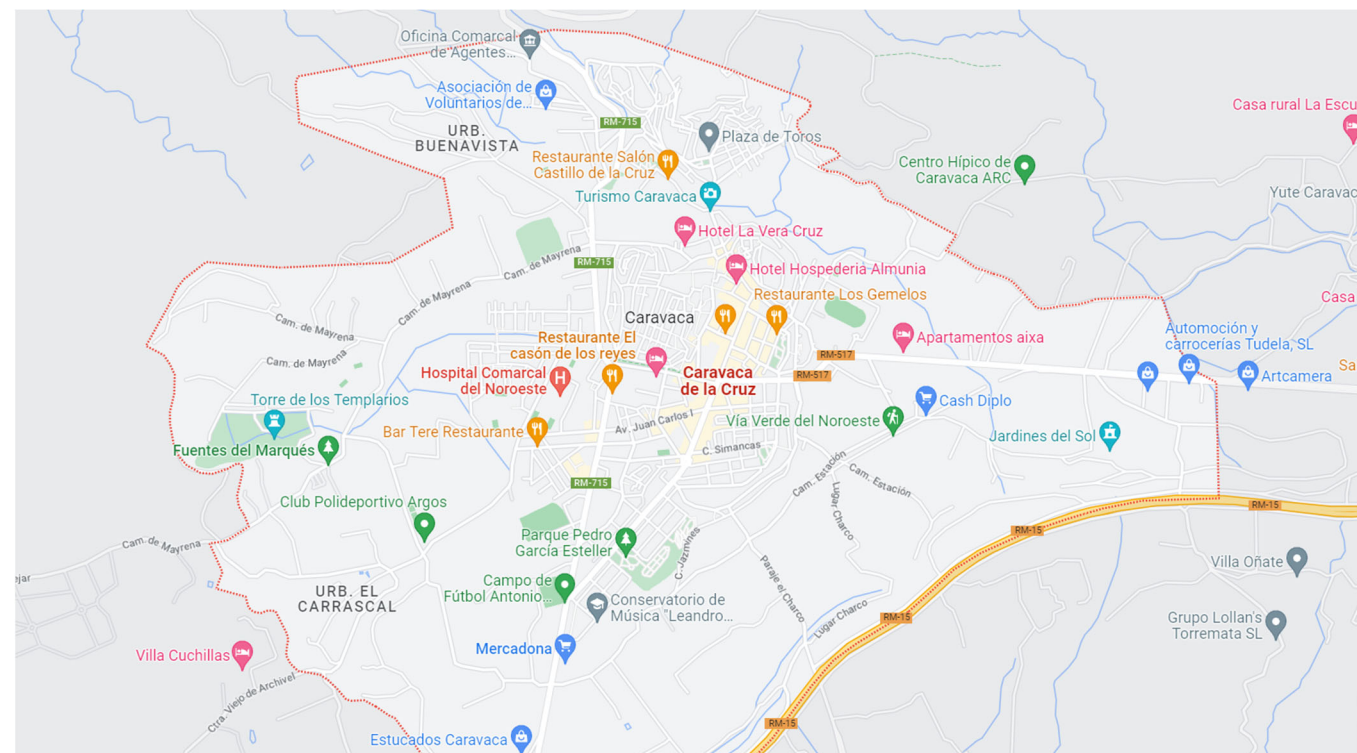 Oficina Comarcal
de Agentes...
Asociación de
Voluntarios de...
URB.
BUENAVISTA
RM-715
Plaza de Toros
Restaurante Salón
Castillo de la Cruz
Turismo Caravaca
Casa rural La Escu
Centro Hípico de
Caravaca ARC
Yute Caravac
Hotel La Vera Cruz
RM-715
Cam. de Mayrena
Hotel Hospederia Almunia
Cam. de Mayrena
Restaurante Los Gemelos
Casa
Cam. de Mayrena
Caravaca
Automoción y
carrocerías Tudela, SL
Restaurante El
casón de los reyes
Apartamentos aixa
RM-517
Cam. de Mayrena
Hospital Comarcal
del Noroeste
Caravaca
de la Cruz
RM-517
Sa
Artcamera
Torre de los Templarios
Cash Diplo
Av. Juan Carlos I
Vía Verde del Noroeste
Bar Tere Restaurante
Jardines del Sol
Fuentes del Marqués
C. Simancas
Cam. Estación
Cam. Estación
RM-715
Lugar Charco
Club Polideportivo Argos
RM-15
RM-15
Parque Pedro
García Esteller
C. Jazmines
Cam. de Mayrena
Villa Oñate
ejar
Paraje el Charco
URB. EL
CARRASCAL
Campo de
Fútbol Antonio...
Conservatorio de
Música "Leandro...
Lugar Charco
RM-15
Grupo Lollan's
Torremata SL
Mercadona
Villa Cuchillas
Ctra. Viejo de Archivel
RM-15
Estucados Caravaca